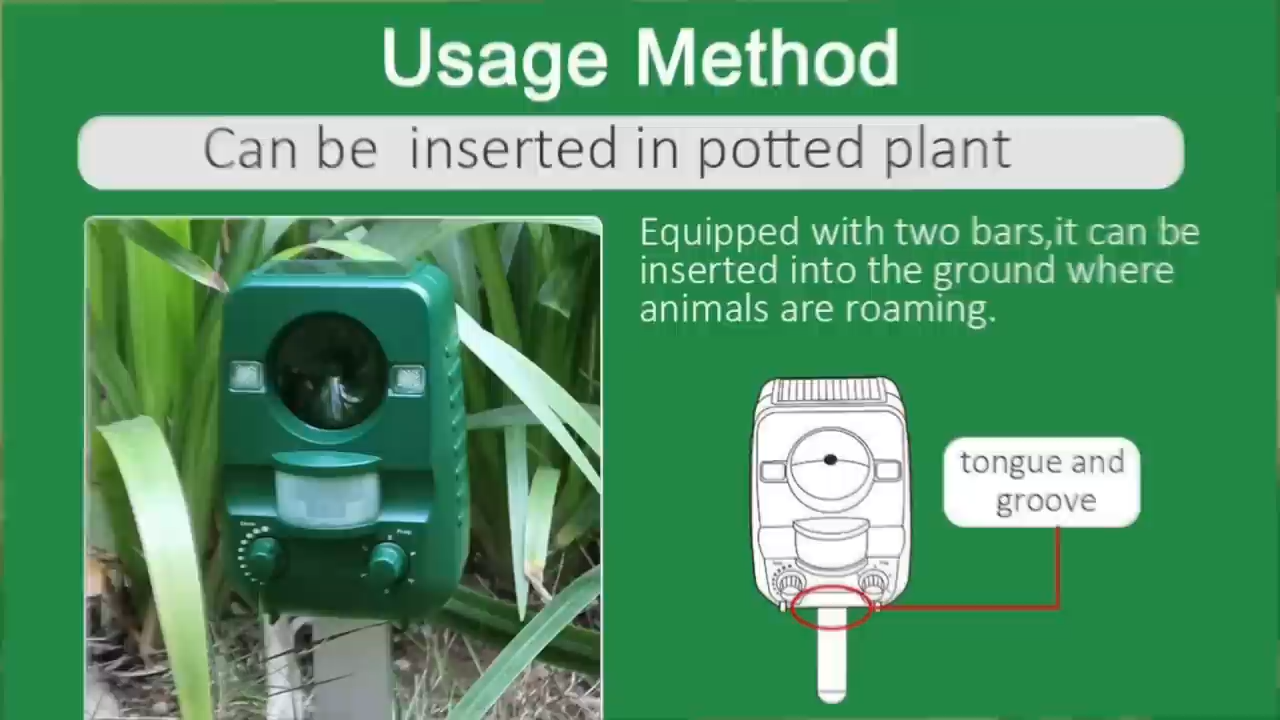 Usage Method
Can be inserted in potted plant
Equipped with two bars,it can be
inserted into the ground where
animals are roaming.
tongue and
groove